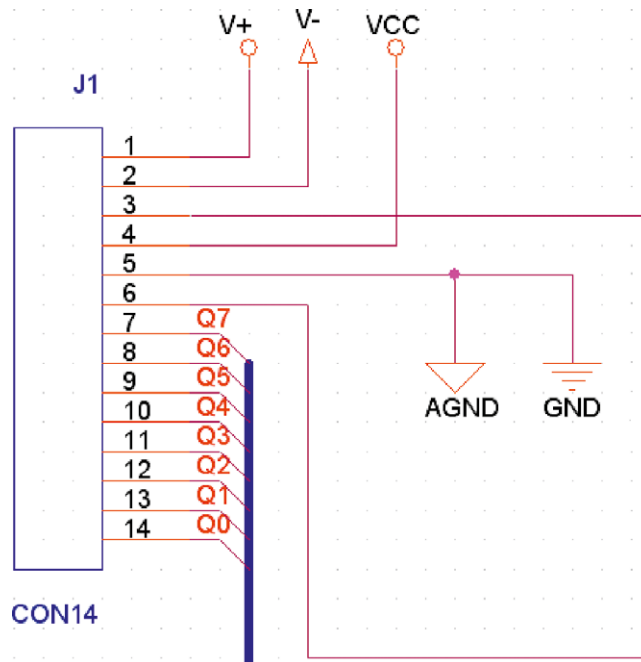 V+ V- VCC
J1
1
2
3
4
5
6
7 Q7
8 Q6
9 Q5
10 Q4
11 Q3
12 Q2
13 Q1
14 Q0
AGND GND
CON14